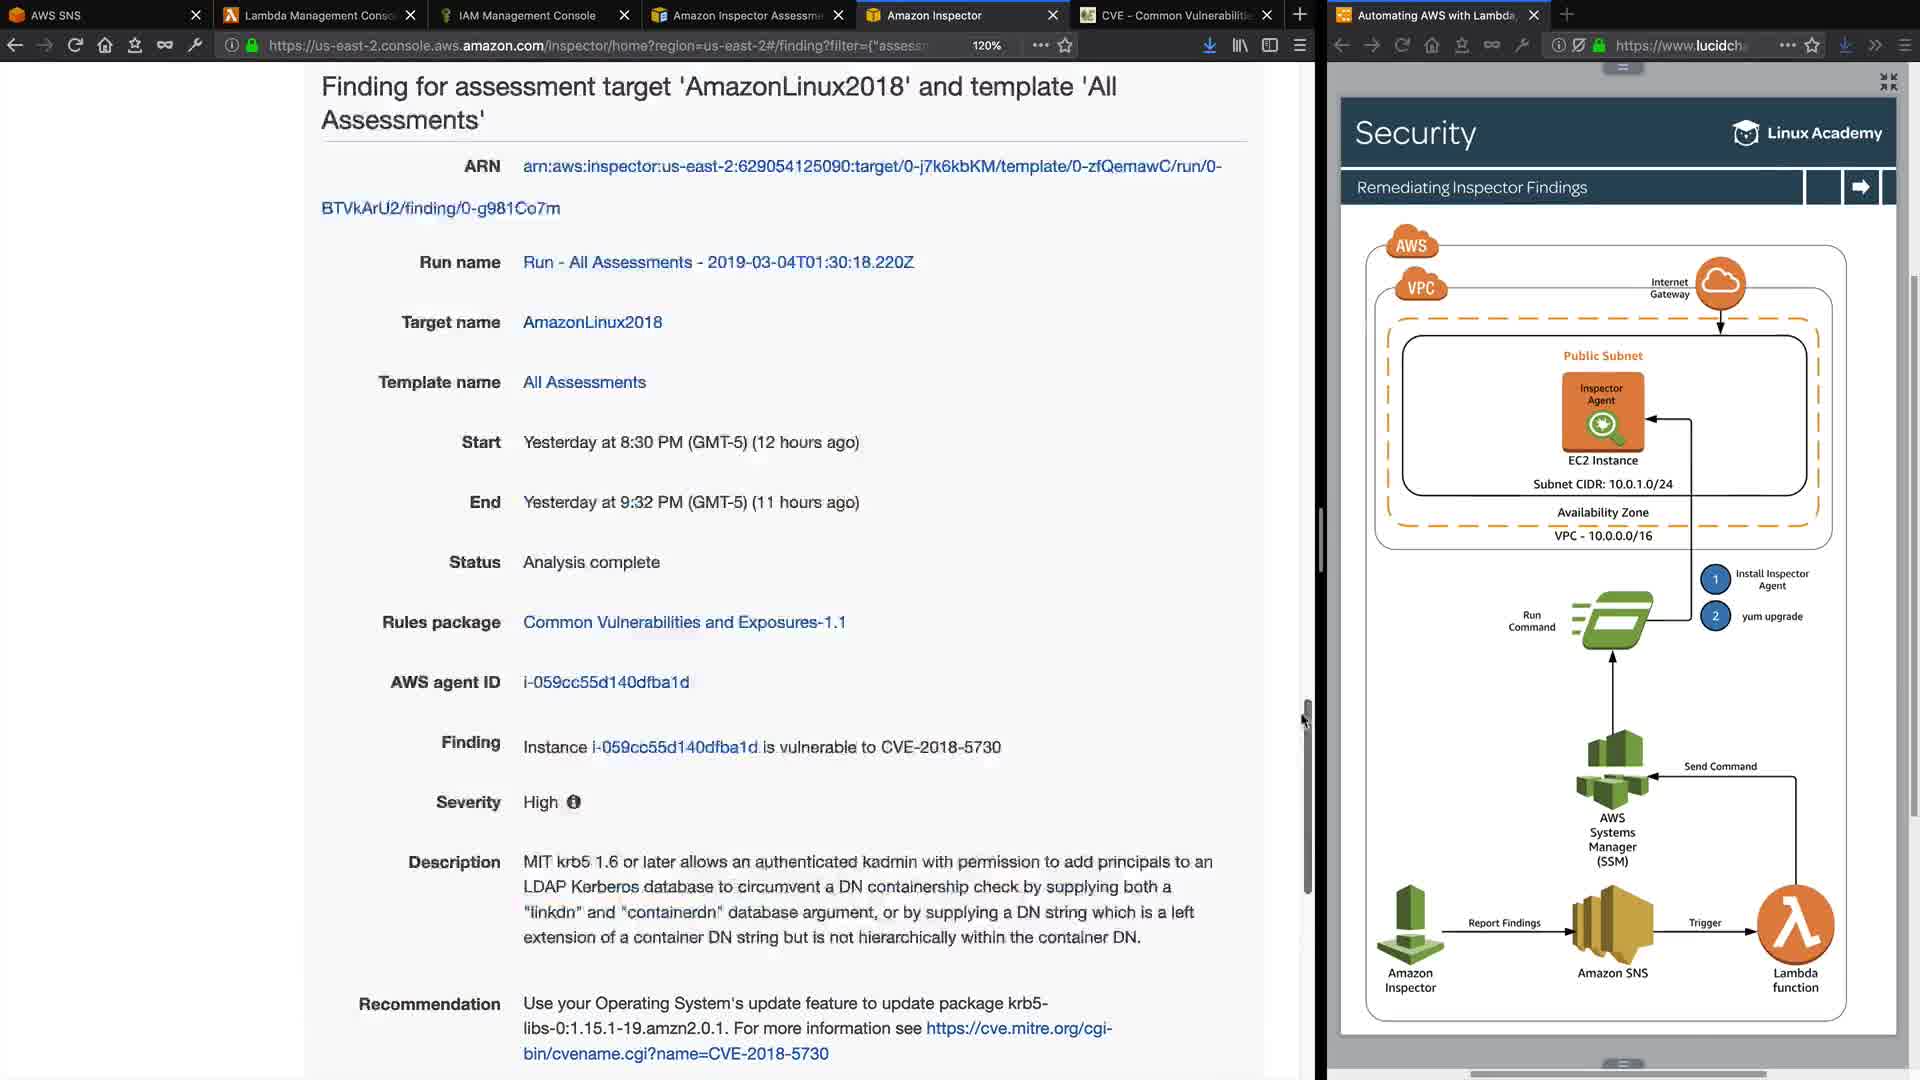 AWS SNS
Lambda Management Conso
IAM Management Console
Amazon Inspector Assessme
Amazon Inspector
CVE - Common Vulnerabilitie
Automating AWS with Lambda,
https://us-east-2.console.aws.amazon.com/inspector/home?region=us-east-2#/finding?filter={"assess
120%
https://www.lucidch
Finding for assessment target 'AmazonLinux2018' and template 'All
Assessments'
ARN arn:aws:inspector:us-east-2:629054125090:target/0-j7k6kbKM/template/0-zfQemawC/run/0-
BTVkArU2/finding/0-g981Co7m
Run name Run - All Assessments - 2019-03-04T01:30:18.220Z
Target name AmazonLinux2018
Template name All Assessments
Start Yesterday at 8:30 PM (GMT-5) (12 hours ago)
End Yesterday at 9:32 PM (GMT-5) (11 hours ago)
Status Analysis complete
Rules package Common Vulnerabilities and Exposures-1.1
AWS agent ID i-059cc55d140dfba1d
Finding Instance i-059cc55d140dfba1d is vulnerable to CVE-2018-5730
Severity High
Description MIT krb5 1.6 or later allows an authenticated kadmin with permission to add principals to an
LDAP Kerberos database to circumvent a DN containership check by supplying both a
"linkdn" and "containerdn" database argument, or by supplying a DN string which is a left
extension of a container DN string but is not hierarchically within the container DN.
Recommendation Use your Operating System's update feature to update package krb5-
libs-0:1.15.1-19.amzn2.0.1. For more information see https://cve.mitre.org/cgi-
bin/cvename.cgi?name=CVE-2018-5730
Security
Linux Academy
Remediating Inspector Findings
AWS
VPC
Internet
Gateway
Public Subnet
Inspector
Agent
EC2 Instance
Subnet CIDR: 10.0.1.0/24
Availability Zone
VPC - 10.0.0.0/16
1 Install Inspector
Agent
2 yum upgrade
Run
Command
Send Command
AWS
Systems
Manager
(SSM)
Report Findings
Trigger
Amazon
Inspector
Amazon SNS
Lambda
function